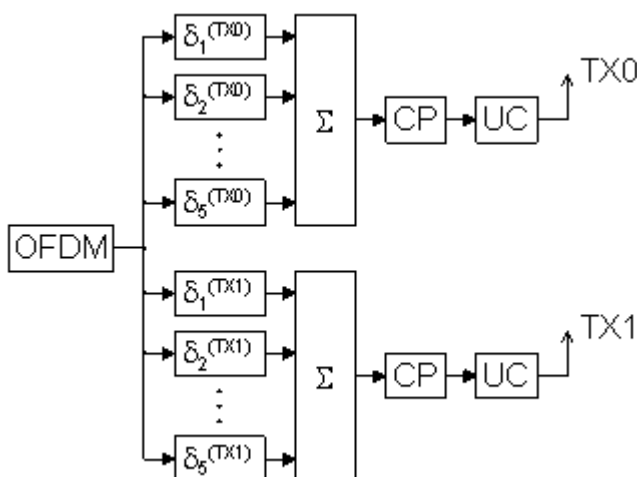 δ₁⁽ᵀˣ⁰⁾
δ₂⁽ᵀˣ⁰⁾
⋮
δ₅⁽ᵀˣ⁰⁾
Σ
CP
UC
TX0
OFDM
δ₁⁽ᵀˣ¹⁾
δ₂⁽ᵀˣ¹⁾
⋮
δ₅⁽ᵀˣ¹⁾
Σ
CP
UC
TX1